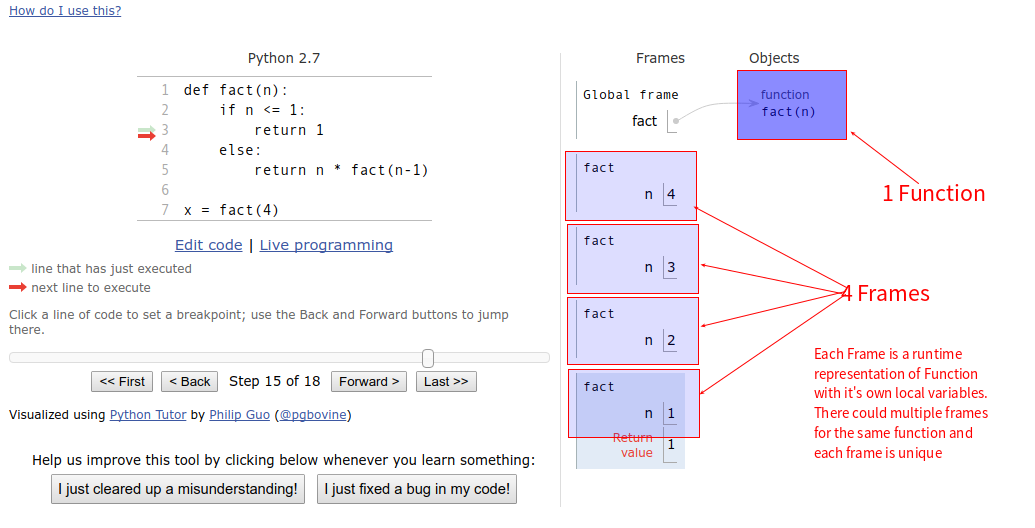 How do I use this?
Python 2.7
1 def fact(n):
2     if n <= 1:
3         return 1
4     else:
5         return n * fact(n-1)
6
7 x = fact(4)
Edit code | Live programming
line that has just executed
next line to execute
Click a line of code to set a breakpoint; use the Back and Forward buttons to jump
there.
<< First < Back Step 15 of 18 Forward > Last >>
Visualized using Python Tutor by Philip Guo (@pgbovine)
Help us improve this tool by clicking below whenever you learn something:
I just cleared up a misunderstanding! I just fixed a bug in my code!
Frames Objects
Global frame
fact
function
fact(n)
1 Function
fact
n 4
fact
n 3
fact
n 2
fact
n 1
Return
value 1
4 Frames
Each Frame is a runtime
representation of Function
with it's own local variables.
There could multiple frames
for the same function and
each frame is unique